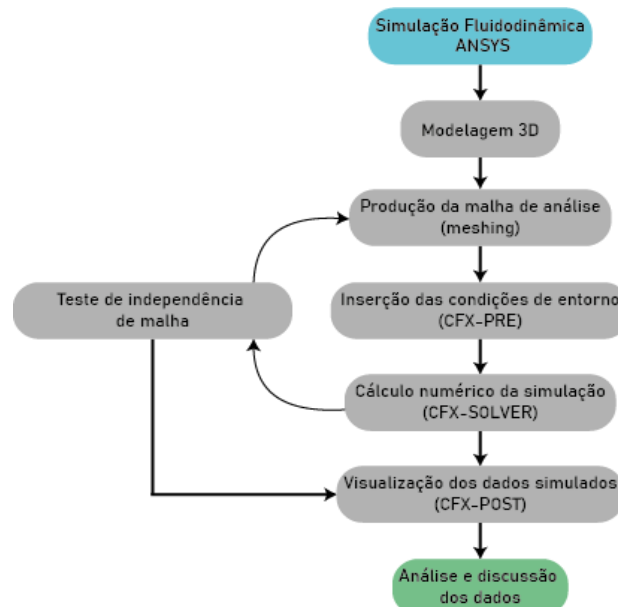 Simulação Fluidodinâmica
ANSYS
Modelagem 3D
Produção da malha de análise
(meshing)
Inserção das condições de entorno
(CFX-PRE)
Teste de independência
de malha
Cálculo numérico da simulação
(CFX-SOLVER)
Visualização dos dados simulados
(CFX-POST)
Análise e discussão
dos dados